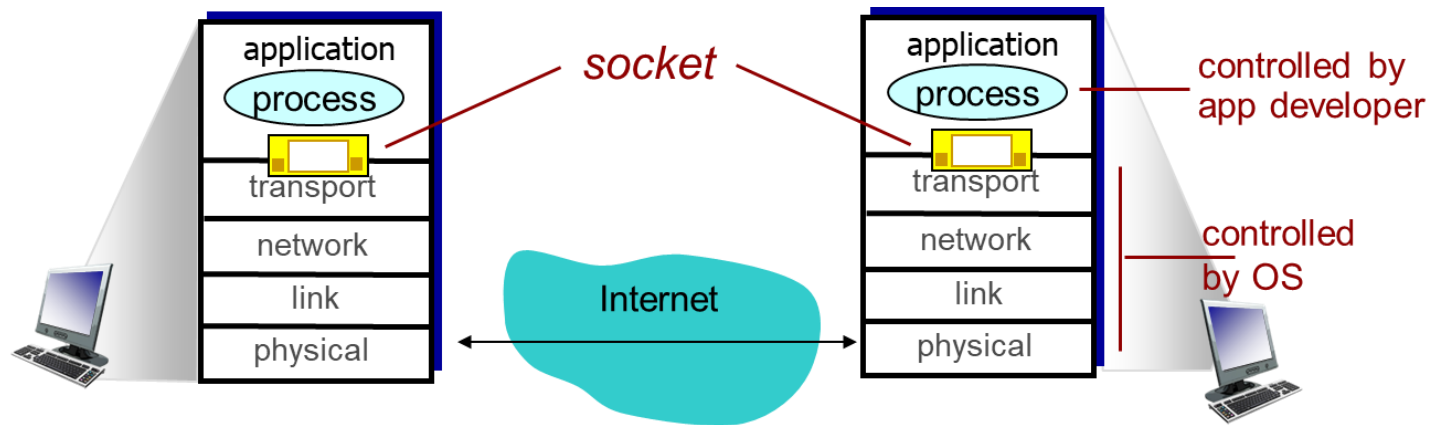 application
process
transport
network
link
physical
socket
Internet
application
process
transport
network
link
physical
controlled by
app developer
controlled
by OS